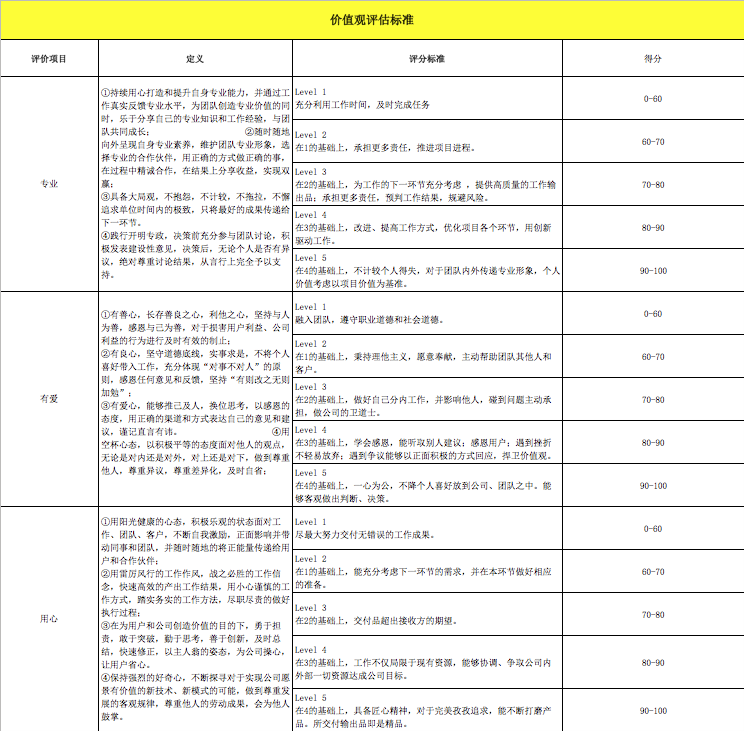 价值观评估标准
评价项目
定义
评分标准
得分
专业
①持续用心打造和提升自身专业能力，并通过工
作真实反馈专业水平，为团队创造专业价值的同
时，乐于分享自己的专业知识和工作经验，与团
队共同成长； ②随时随地
向外呈现自身专业素养，维护团队专业形象，选
择专业的合作伙伴，用正确的方式做正确的事，
在过程中精诚合作，在结果上分享收益，实现双
赢；
③具备大局观，不抱怨，不计较，不拖拉，不懈
追求单位时间内的极致，只将最好的成果传递给
下一环节。
④践行开明专政，决策前充分参与团队讨论，积
极发表建设性意见，决策后，无论个人是否有异
议，绝对尊重讨论结果，从言行上完全予以支
持。
Level 1
充分利用工作时间，及时完成任务
0-60
Level 2
在1的基础上，承担更多责任，推进项目进程。
60-70
Level 3
在2的基础上，为工作的下一环节充分考虑 ，提供高质量的工作输
出品；承担更多责任，预判工作结果，规避风险。
70-80
Level 4
在3的基础上，改进、提高工作方式，优化项目各个环节，用创新
驱动工作。
80-90
Level 5
在4的基础上，不计较个人得失，对于团队内外传递专业形象，个人
价值考虑以项目价值为基准。
90-100
有爱
①有善心，长存善良之心，利他之心，坚持与人
为善，感恩与己为善，对于损害用户利益、公司
利益的行为进行及时有效的制止；
②有良心，坚守道德底线，实事求是，不将个人
喜好带入工作，充分体现“对事不对人”的原
则，感恩任何意见和反馈，坚持“有则改之无则
加勉”；
③有爱心，能够推己及人，换位思考，以感恩的
态度，用正确的渠道和方式表达自己的意见和建
议，谨记直言有讳。 ④用
空杯心态，以积极平等的态度面对他人的观点，
无论是对内还是对外，对上还是对下，做到尊重
他人，尊重异议，尊重差异化，及时自省；
Level 1
融入团队，遵守职业道德和社会道德。
0-60
Level 2
在1的基础上，秉持理他主义，愿意奉献，主动帮助团队其他人和
客户。
60-70
Level 3
在2的基础上，做好自己分内工作，并影响他人，碰到问题主动承
担，做公司的卫道士。
70-80
Level 4
在3的基础上，学会感恩，能听取别人建议；感恩用户；遇到挫折
不轻易放弃；遇到争议能够以正面积极的方式回应，捍卫价值观。
80-90
Level 5
在4的基础上，一心为公，不降个人喜好放到公司、团队之中。能
够客观做出判断、决策。
90-100
用心
①用阳光健康的心态，积极乐观的状态面对工
作、团队、客户，不断自我激励，正面影响并带
动同事和团队，并随时随地的将正能量传递给用
户和合作伙伴；
②用雷厉风行的工作作风，战之必胜的工作信
念，快速高效的产出工作结果，用小心谨慎的工
作方式，踏实务实的工作方法，尽职尽责的做好
执行过程；
③在为用户和公司创造价值的目的下，勇于担
责，敢于突破，勤于思考，善于创新，及时总
结，快速修正，以主人翁的姿态，为公司操心，
让用户省心。
④保持强烈的好奇心，不断探寻对于实现公司愿
景有价值的新技术、新模式的可能，做到尊重发
展的客观规律，尊重他人的劳动成果，会为他人
鼓掌。
Level 1
尽最大努力交付无错误的工作成果。
0-60
Level 2
在1的基础上，能充分考虑下一环节的需求，并在本环节做好相应
的准备。
60-70
Level 3
在2的基础上，交付品超出接收方的期望。
70-80
Level 4
在3的基础上，工作不仅局限于现有资源，能够协调、争取公司内
外部一切资源达成公司目标。
80-90
Level 5
在4的基础上，具备匠心精神，对于完美孜孜追求，能不断打磨产
品。所交付输出品即是精品。
90-100